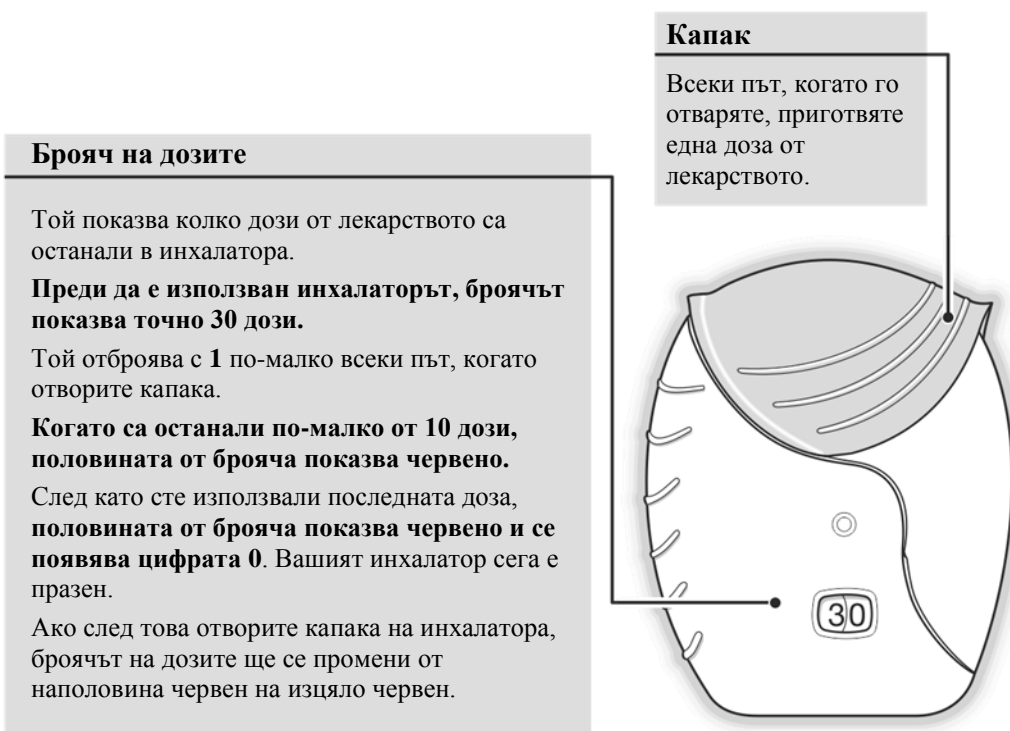 Капак
Всеки път, когато го
отваряте, приготвяте
една доза от
лекарството.
Брояч на дозите
Той показва колко дози от лекарството са
останали в инхалатора.
Преди да е използван инхалаторът, броячът
показва точно 30 дози.
Той отброява с 1 по-малко всеки път, когато
отворите капака.
Когато са останали по-малко от 10 дози,
половината от брояча показва червено.
След като сте използвали последната доза,
половината от брояча показва червено и се
появява цифрата 0. Вашият инхалатор сега е
празен.
Ако след това отворите капака на инхалатора,
броячът на дозите ще се промени от
наполовина червен на изцяло червен.
30